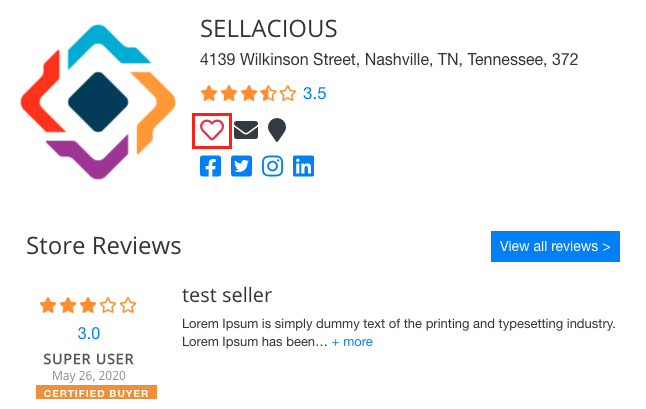 SELLACIOUS
4139 Wilkinson Street, Nashville, TN, Tennessee, 372
3.5
Store Reviews
View all reviews >
3.0
SUPER USER
May 26, 2020
CERTIFIED BUYER
test seller
Lorem Ipsum is simply dummy text of the printing and typesetting industry.
Lorem Ipsum has been… + more